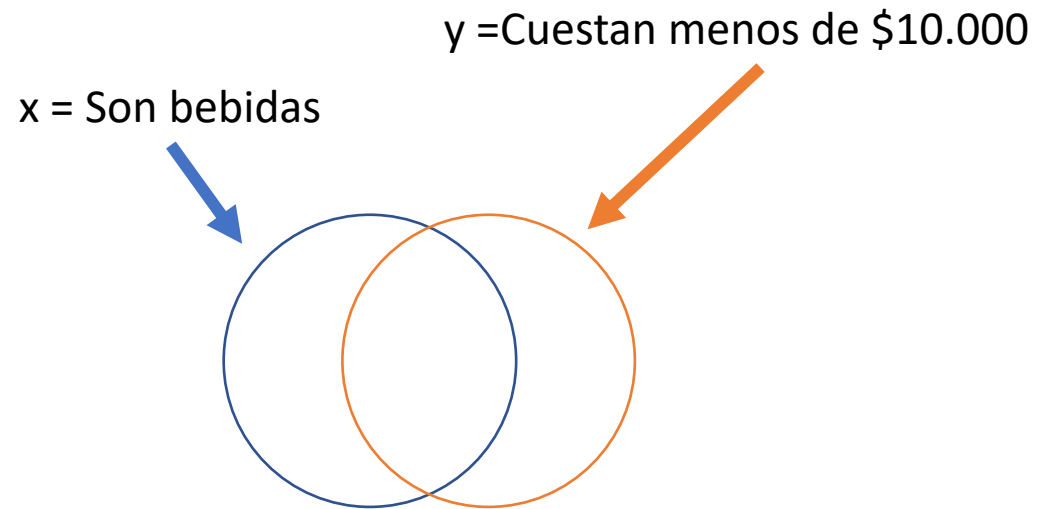 y =Cuestan menos de $10.000
x = Son bebidas